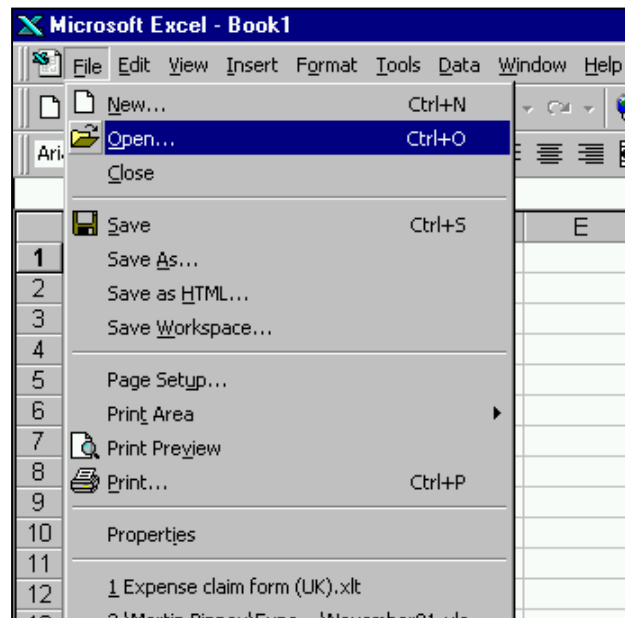 Microsoft Excel - Book1
File Edit View Insert Format Tools Data Window Help
New... Ctrl+N
Open... Ctrl+O
Ari
Close
E
Save Ctrl+S
1
Save As...
2
Save as HTML...
3
Save Workspace...
4
5
Page Setup...
6
Print Area
7
Print Preview
8
Print... Ctrl+P
9
10
Properties
11
12
1 Expense claim form (UK).xlt